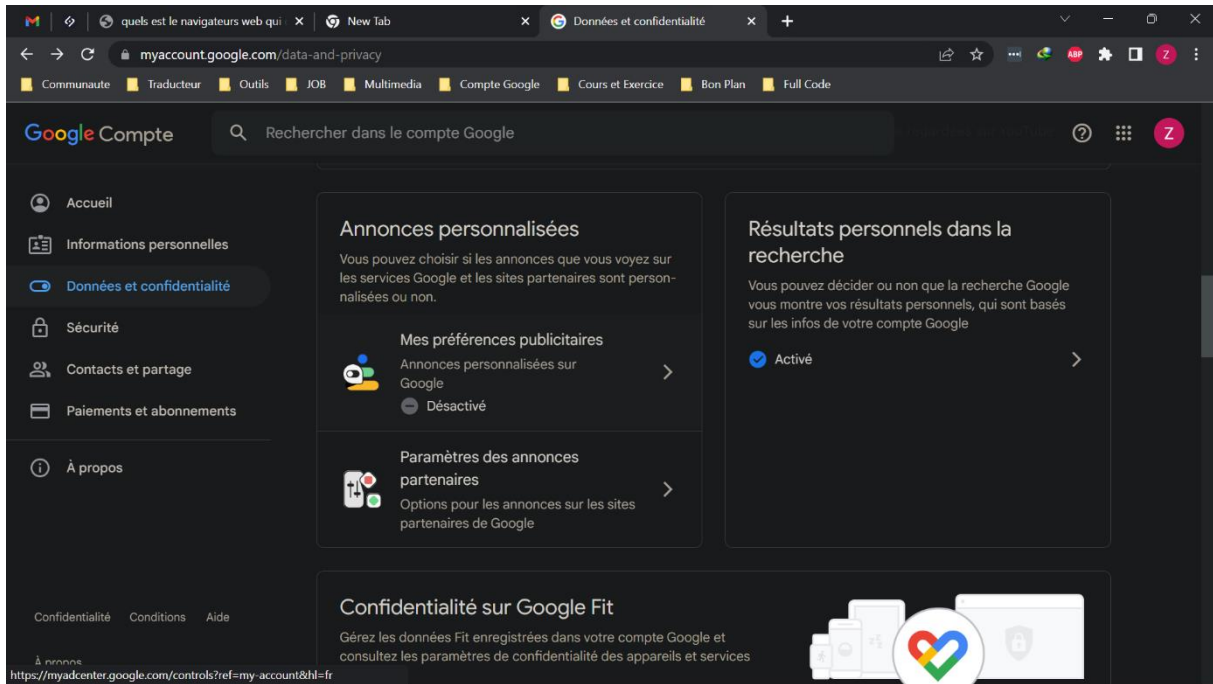 quels est le navigateurs web qui
New Tab
Données et confidentialité
myaccount.google.com/data-and-privacy
ABP
Z
Communaute
Traducteur
Outils
JOB
Multimedia
Compte Google
Cours et Exercice
Bon Plan
Full Code
Google Compte
Rechercher dans le compte Google
Z
Accueil
Informations personnelles
Données et confidentialité
Sécurité
Contacts et partage
Paiements et abonnements
À propos
Annonces personnalisées
Vous pouvez choisir si les annonces que vous voyez sur
les services Google et les sites partenaires sont person-
nalisées ou non.
Mes préférences publicitaires
Annonces personnalisées sur
Google
Désactivé
Paramètres des annonces
partenaires
Options pour les annonces sur les sites
partenaires de Google
Résultats personnels dans la
recherche
Vous pouvez décider ou non que la recherche Google
vous montre vos résultats personnels, qui sont basés
sur les infos de votre compte Google
Activé
Confidentialité sur Google Fit
Gérez les données Fit enregistrées dans votre compte Google et
consultez les paramètres de confidentialité des appareils et services
Confidentialité
Conditions
Aide
À propos
https://myadcenter.google.com/controls?ref=my-account&hl=fr